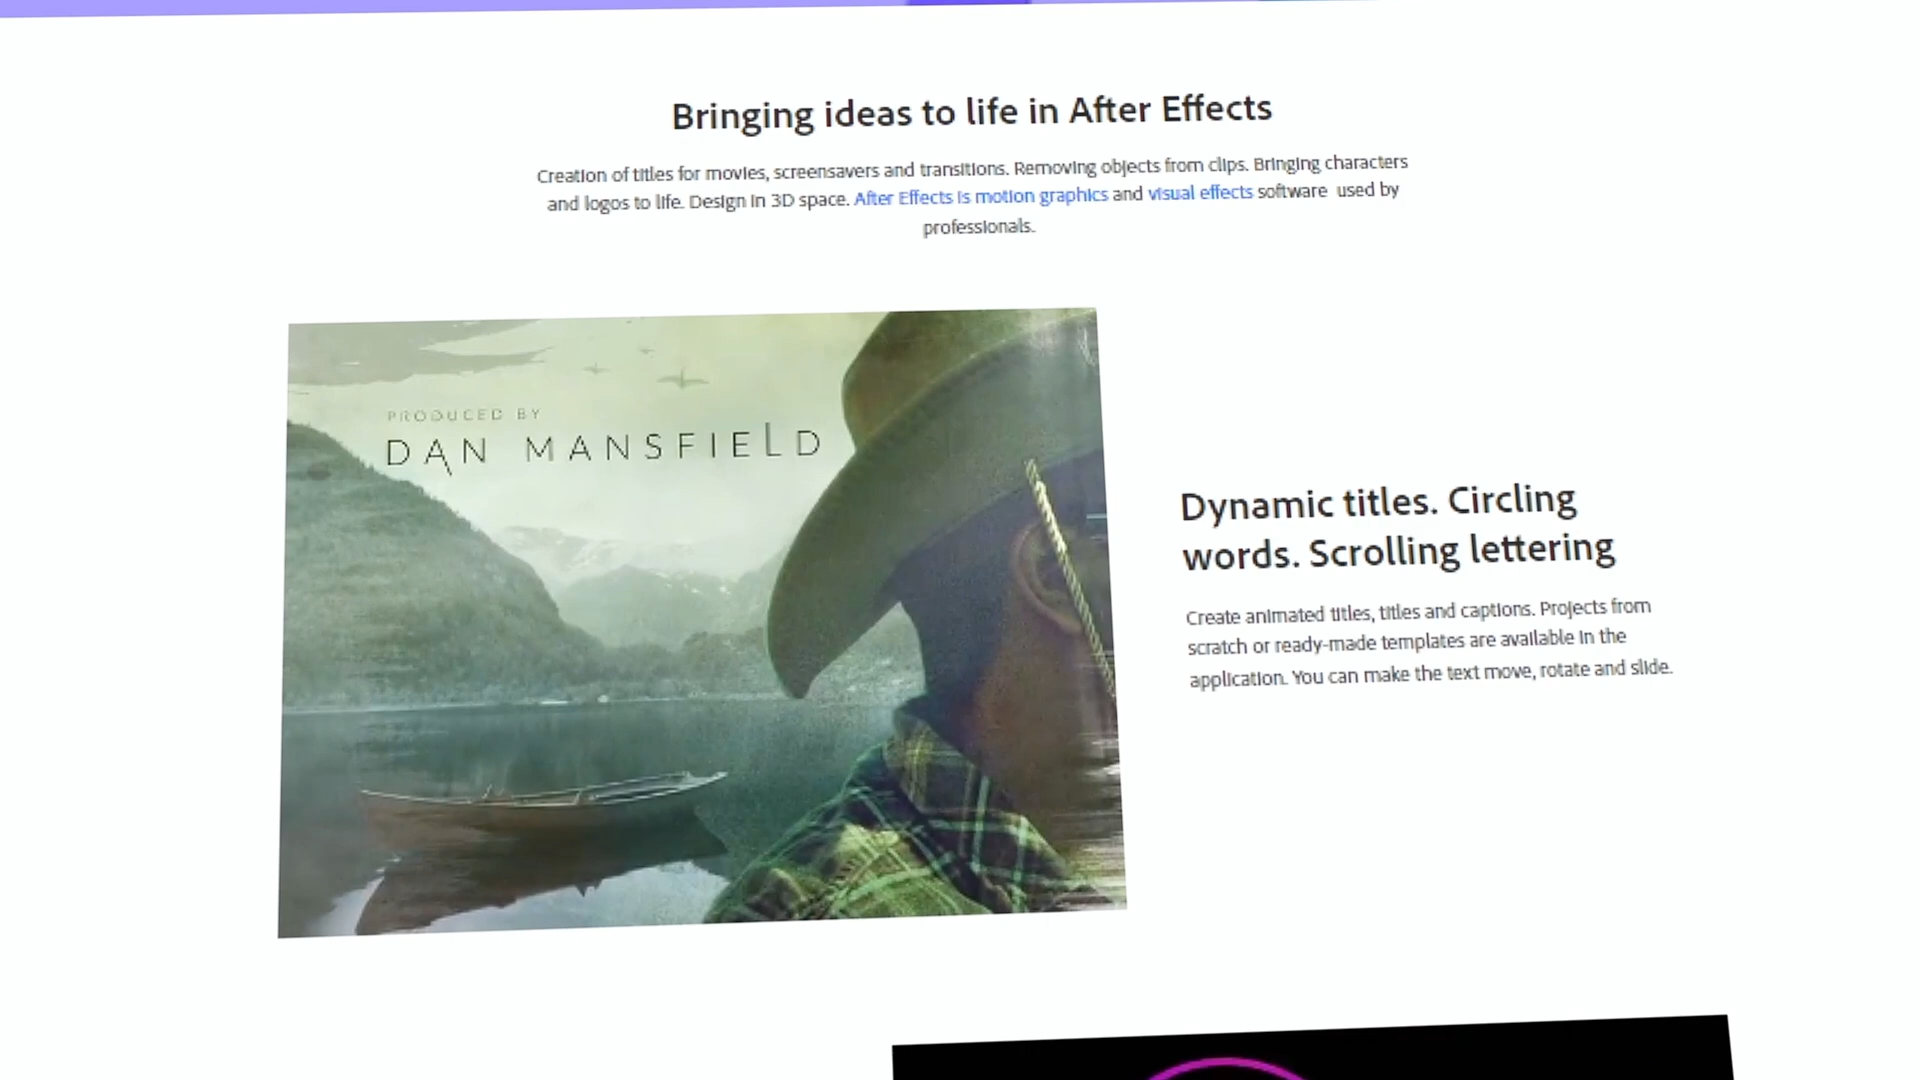 Bringing ideas to life in After Effects
Creation of titles for movies, screensavers and transitions. Removing objects from clips. Bringing characters
and logos to life. Design in 3D space. After Effects is motion graphics and visual effects software used by
professionals.
PRODUCED BY
DAN MANSFIELD
Dynamic titles. Circling
words. Scrolling lettering
Create animated titles, titles and captions. Projects from
scratch or ready-made templates are available in the
application. You can make the text move, rotate and slide.